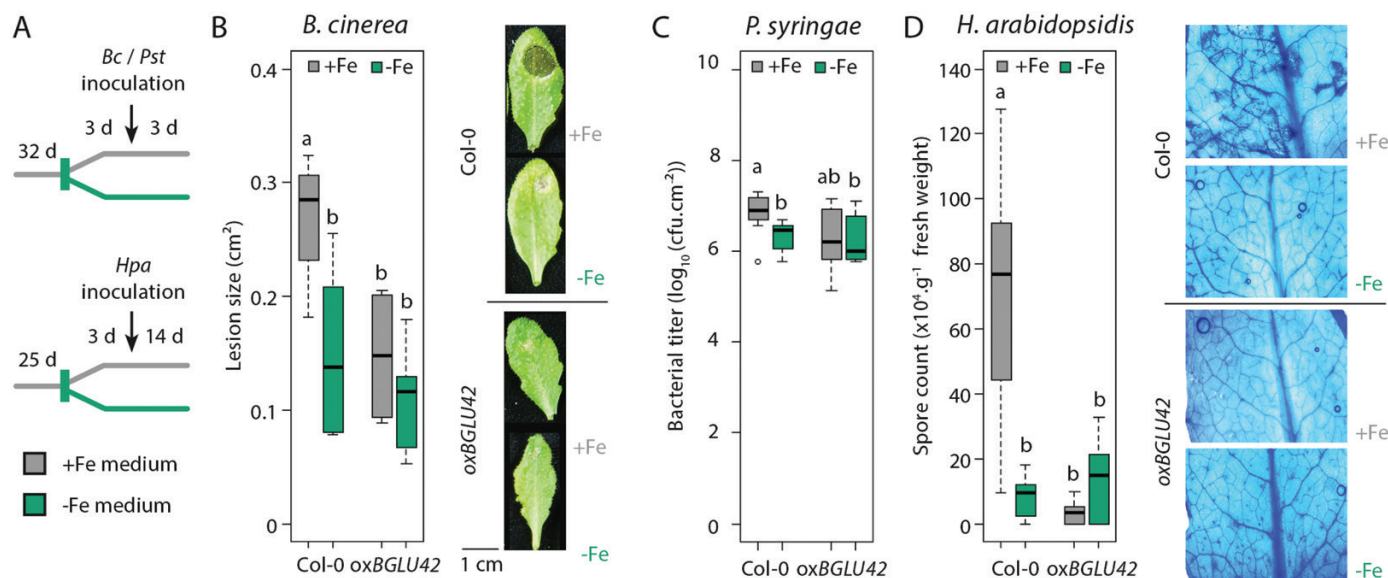 A
Bc / Pst
inoculation
3 d 3 d
32 d
Hpa
inoculation
3 d 14 d
25 d
+Fe medium
-Fe medium
B B. cinerea
+Fe -Fe
0.4
0.3
0.2
0.1
0
Lesion size (cm²)
a
b
b
b
Col-0 oxBGLU42
Col-0
+Fe
-Fe
oxBGLU42
+Fe
-Fe
1 cm
C P. syringae
+Fe -Fe
10
8
6
4
2
0
Bacterial titer (log₁₀ (cfu.cm⁻²))
a
b
ab
b
Col-0 oxBGLU42
D H. arabidopsidis
+Fe -Fe
140
120
100
80
60
40
20
0
Spore count (x10⁴.g⁻¹ fresh weight)
a
b
b
b
Col-0 oxBGLU42
Col-0
+Fe
-Fe
oxBGLU42
+Fe
-Fe